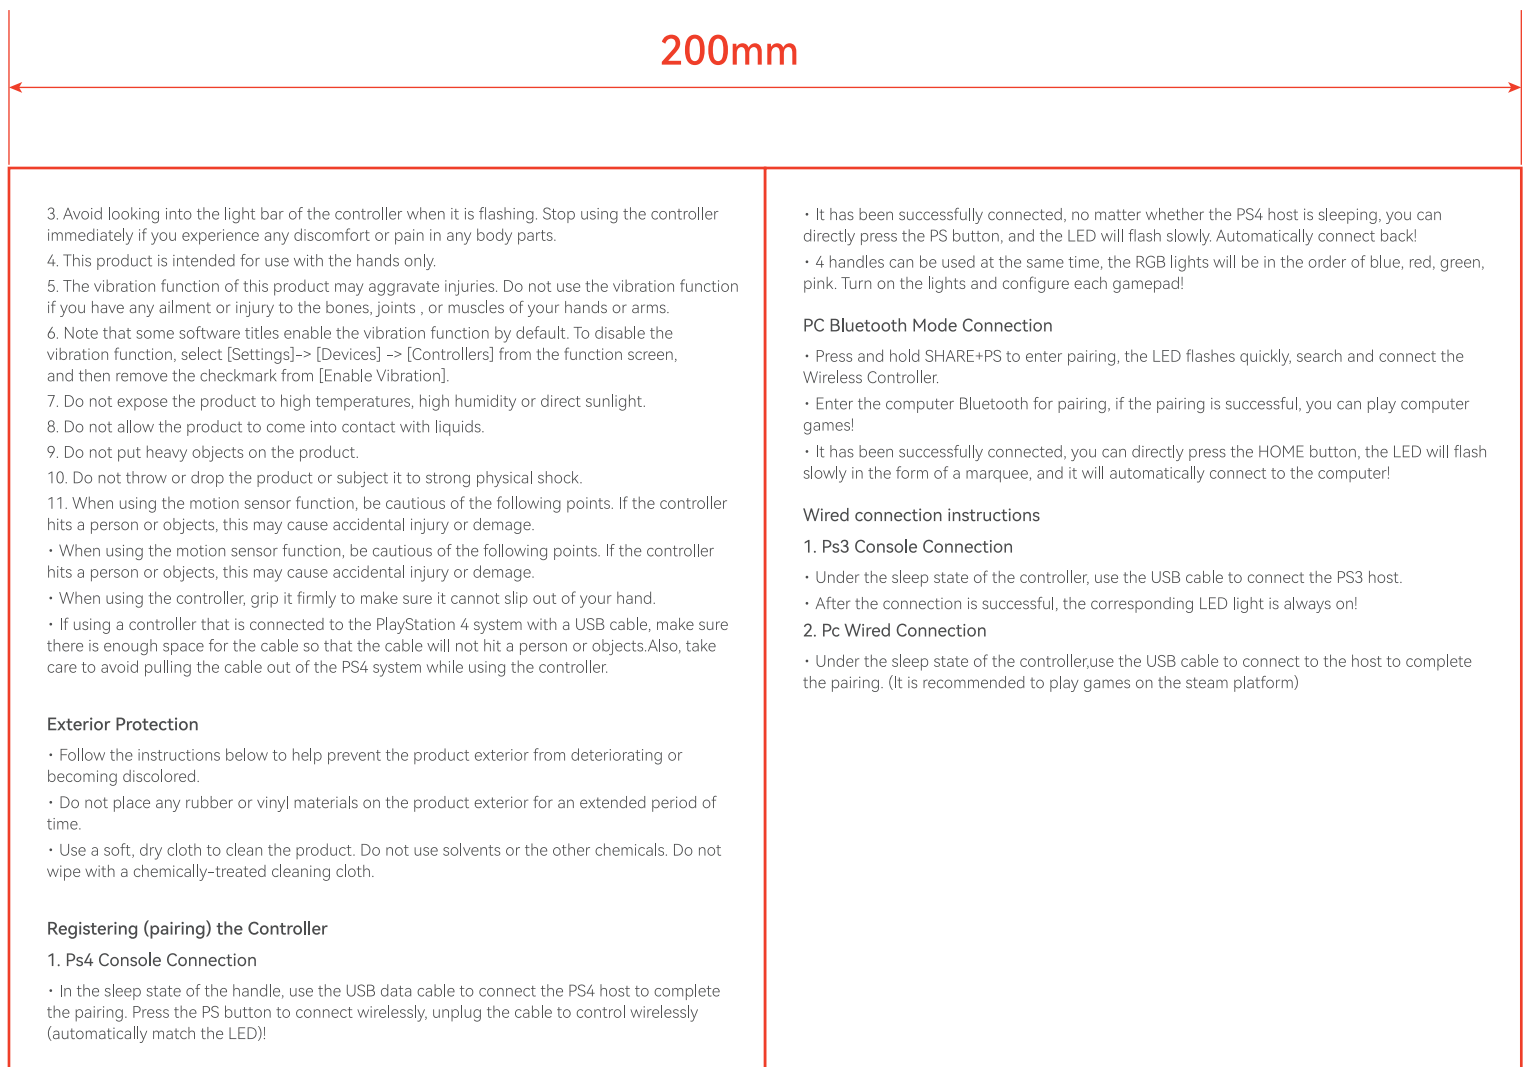 200mm
3. Avoid looking into the light bar of the controller when it is flashing. Stop using the controller
immediately if you experience any discomfort or pain in any body parts.
4. This product is intended for use with the hands only.
5. The vibration function of this product may aggravate injuries. Do not use the vibration function
if you have any ailment or injury to the bones, joints , or muscles of your hands or arms.
6. Note that some software titles enable the vibration function by default. To disable the
vibration function, select [Settings]-> [Devices] -> [Controllers] from the function screen,
and then remove the checkmark from [Enable Vibration].
7. Do not expose the product to high temperatures, high humidity or direct sunlight.
8. Do not allow the product to come into contact with liquids.
9. Do not put heavy objects on the product.
10. Do not throw or drop the product or subject it to strong physical shock.
11. When using the motion sensor function, be cautious of the following points. If the controller
hits a person or objects, this may cause accidental injury or demage.
· When using the motion sensor function, be cautious of the following points. If the controller
hits a person or objects, this may cause accidental injury or demage.
· When using the controller, grip it firmly to make sure it cannot slip out of your hand.
· If using a controller that is connected to the PlayStation 4 system with a USB cable, make sure
there is enough space for the cable so that the cable will not hit a person or objects.Also, take
care to avoid pulling the cable out of the PS4 system while using the controller.
Exterior Protection
· Follow the instructions below to help prevent the product exterior from deteriorating or
becoming discolored.
· Do not place any rubber or vinyl materials on the product exterior for an extended period of
time.
· Use a soft, dry cloth to clean the product. Do not use solvents or the other chemicals. Do not
wipe with a chemically-treated cleaning cloth.
Registering (pairing) the Controller
1. Ps4 Console Connection
· In the sleep state of the handle, use the USB data cable to connect the PS4 host to complete
the pairing. Press the PS button to connect wirelessly, unplug the cable to control wirelessly
(automatically match the LED)!
· It has been successfully connected, no matter whether the PS4 host is sleeping, you can
directly press the PS button, and the LED will flash slowly. Automatically connect back!
· 4 handles can be used at the same time, the RGB lights will be in the order of blue, red, green,
pink. Turn on the lights and configure each gamepad!
PC Bluetooth Mode Connection
· Press and hold SHARE+PS to enter pairing, the LED flashes quickly, search and connect the
Wireless Controller.
· Enter the computer Bluetooth for pairing, if the pairing is successful, you can play computer
games!
· It has been successfully connected, you can directly press the HOME button, the LED will flash
slowly in the form of a marquee, and it will automatically connect to the computer!
Wired connection instructions
1. Ps3 Console Connection
· Under the sleep state of the controller, use the USB cable to connect the PS3 host.
· After the connection is successful, the corresponding LED light is always on!
2. Pc Wired Connection
· Under the sleep state of the controller,use the USB cable to connect to the host to complete
the pairing. (It is recommended to play games on the steam platform)